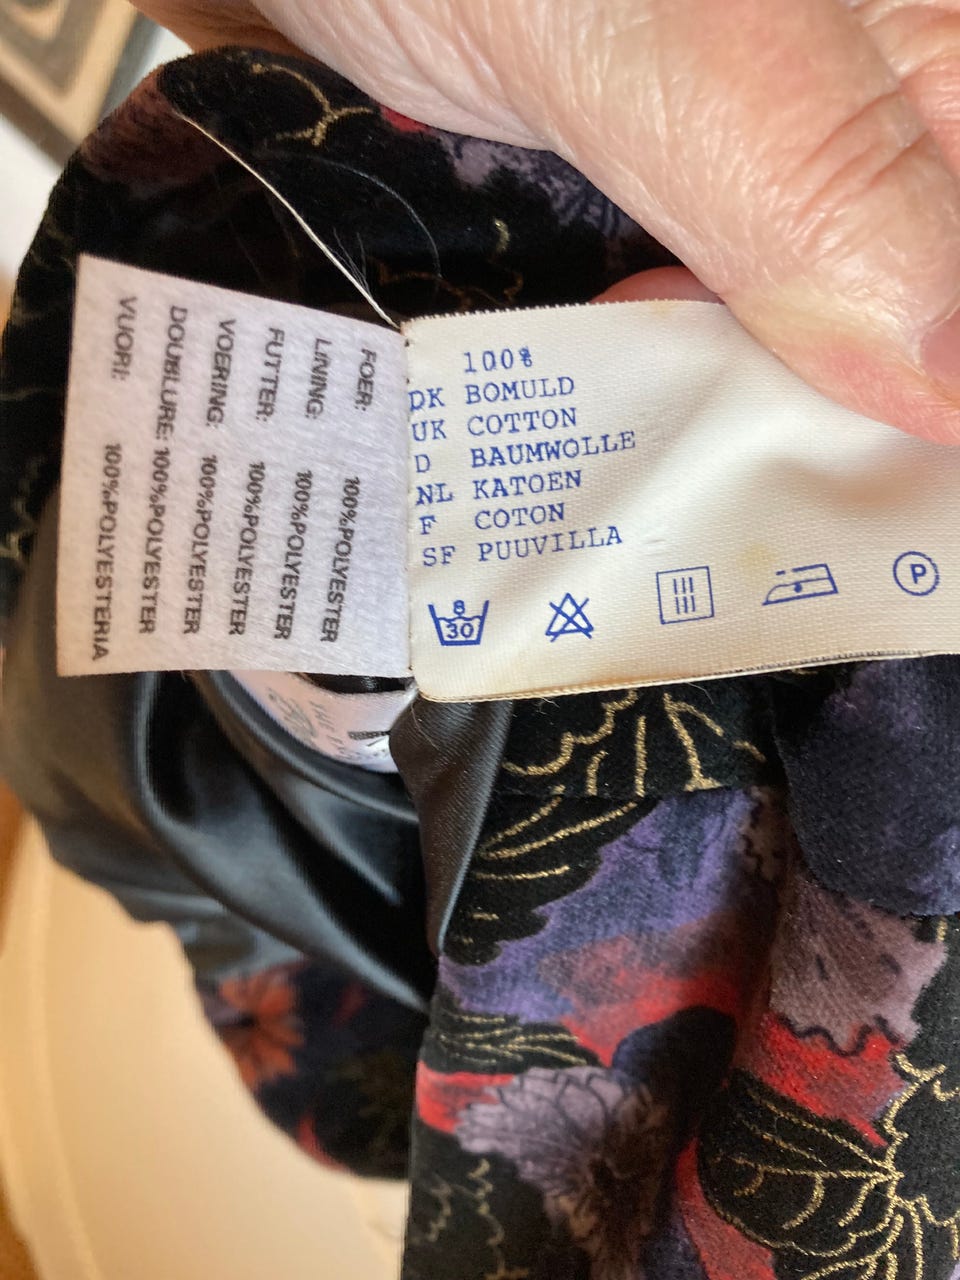 FOER: 100%POLYESTER
LINING: 100%POLYESTER
FUTTER: 100%POLYESTER
VOERING: 100%POLYESTER
DOUBLURE: 100%POLYESTER
VUORI: 100%POLYESTERIA
100%
DK BOMULD
UK COTTON
D BAUMWOLLE
NL KATOEN
F COTON
SF PUUVILLA
8
30
P